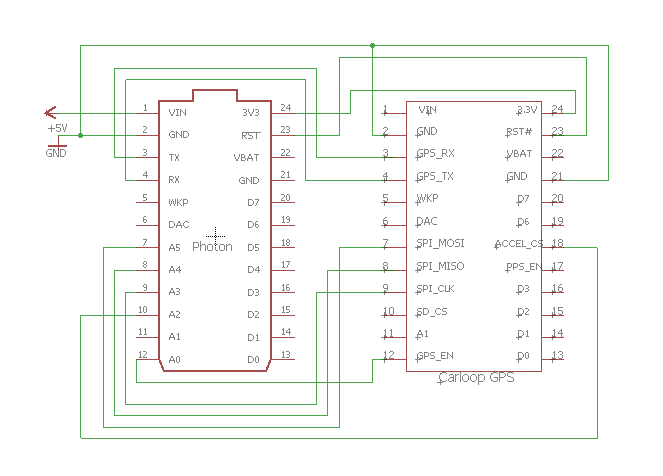 +5V
GND
1 VIN 3V3 24
2 GND RST 23
3 TX VBAT 22
4 RX GND 21
5 WKP D7 20
6 DAC D6 19
7 A5 D5 18
8 A4 D4 17
9 A3 D3 16
10 A2 D2 15
11 A1 D1 14
12 A0 D0 13
Photon
1 VIN 3.3V 24
2 GND RST# 23
3 GPS_RX VBAT 22
4 GPS_TX GND 21
5 WKP D7 20
6 DAC D6 19
7 SPI_MOSI ACCEL_CS 18
8 SPI_MISO PPS_EN 17
9 SPI_CLK D3 16
10 SD_CS D2 15
11 A1 D1 14
12 GPS_EN D0 13
Carloop GPS